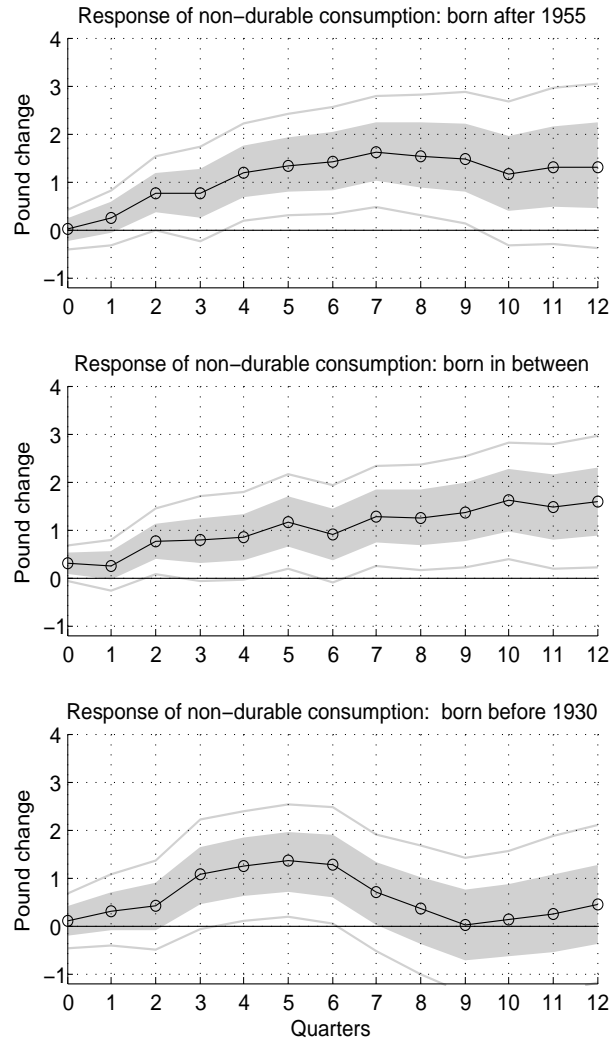 Response of non−durable consumption: born after 1955
4
3
2
1
0
−1
Pound change
0 1 2 3 4 5 6 7 8 9 10 11 12
Response of non−durable consumption: born in between
4
3
2
1
0
−1
Pound change
0 1 2 3 4 5 6 7 8 9 10 11 12
Response of non−durable consumption: born before 1930
4
3
2
1
0
−1
Pound change
0 1 2 3 4 5 6 7 8 9 10 11 12
Quarters